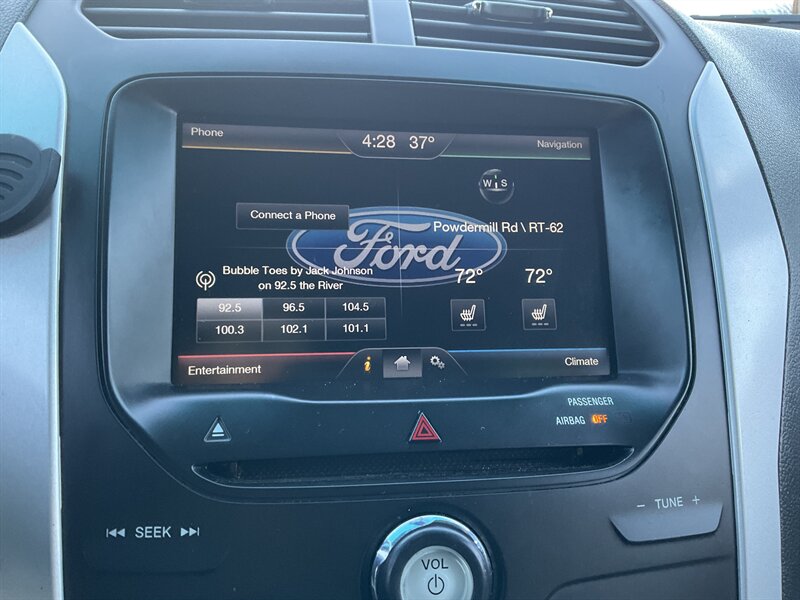 Phone
4:28 37°
Navigation
W S
Connect a Phone
Powdermill Rd \ RT-62
Ford
Bubble Toes by Jack Johnson
on 92.5 the River
72° 72°
92.5 96.5 104.5
100.3 102.1 101.1
Entertainment
i
Climate
PASSENGER
AIRBAG OFF
SEEK
- TUNE +
VOL